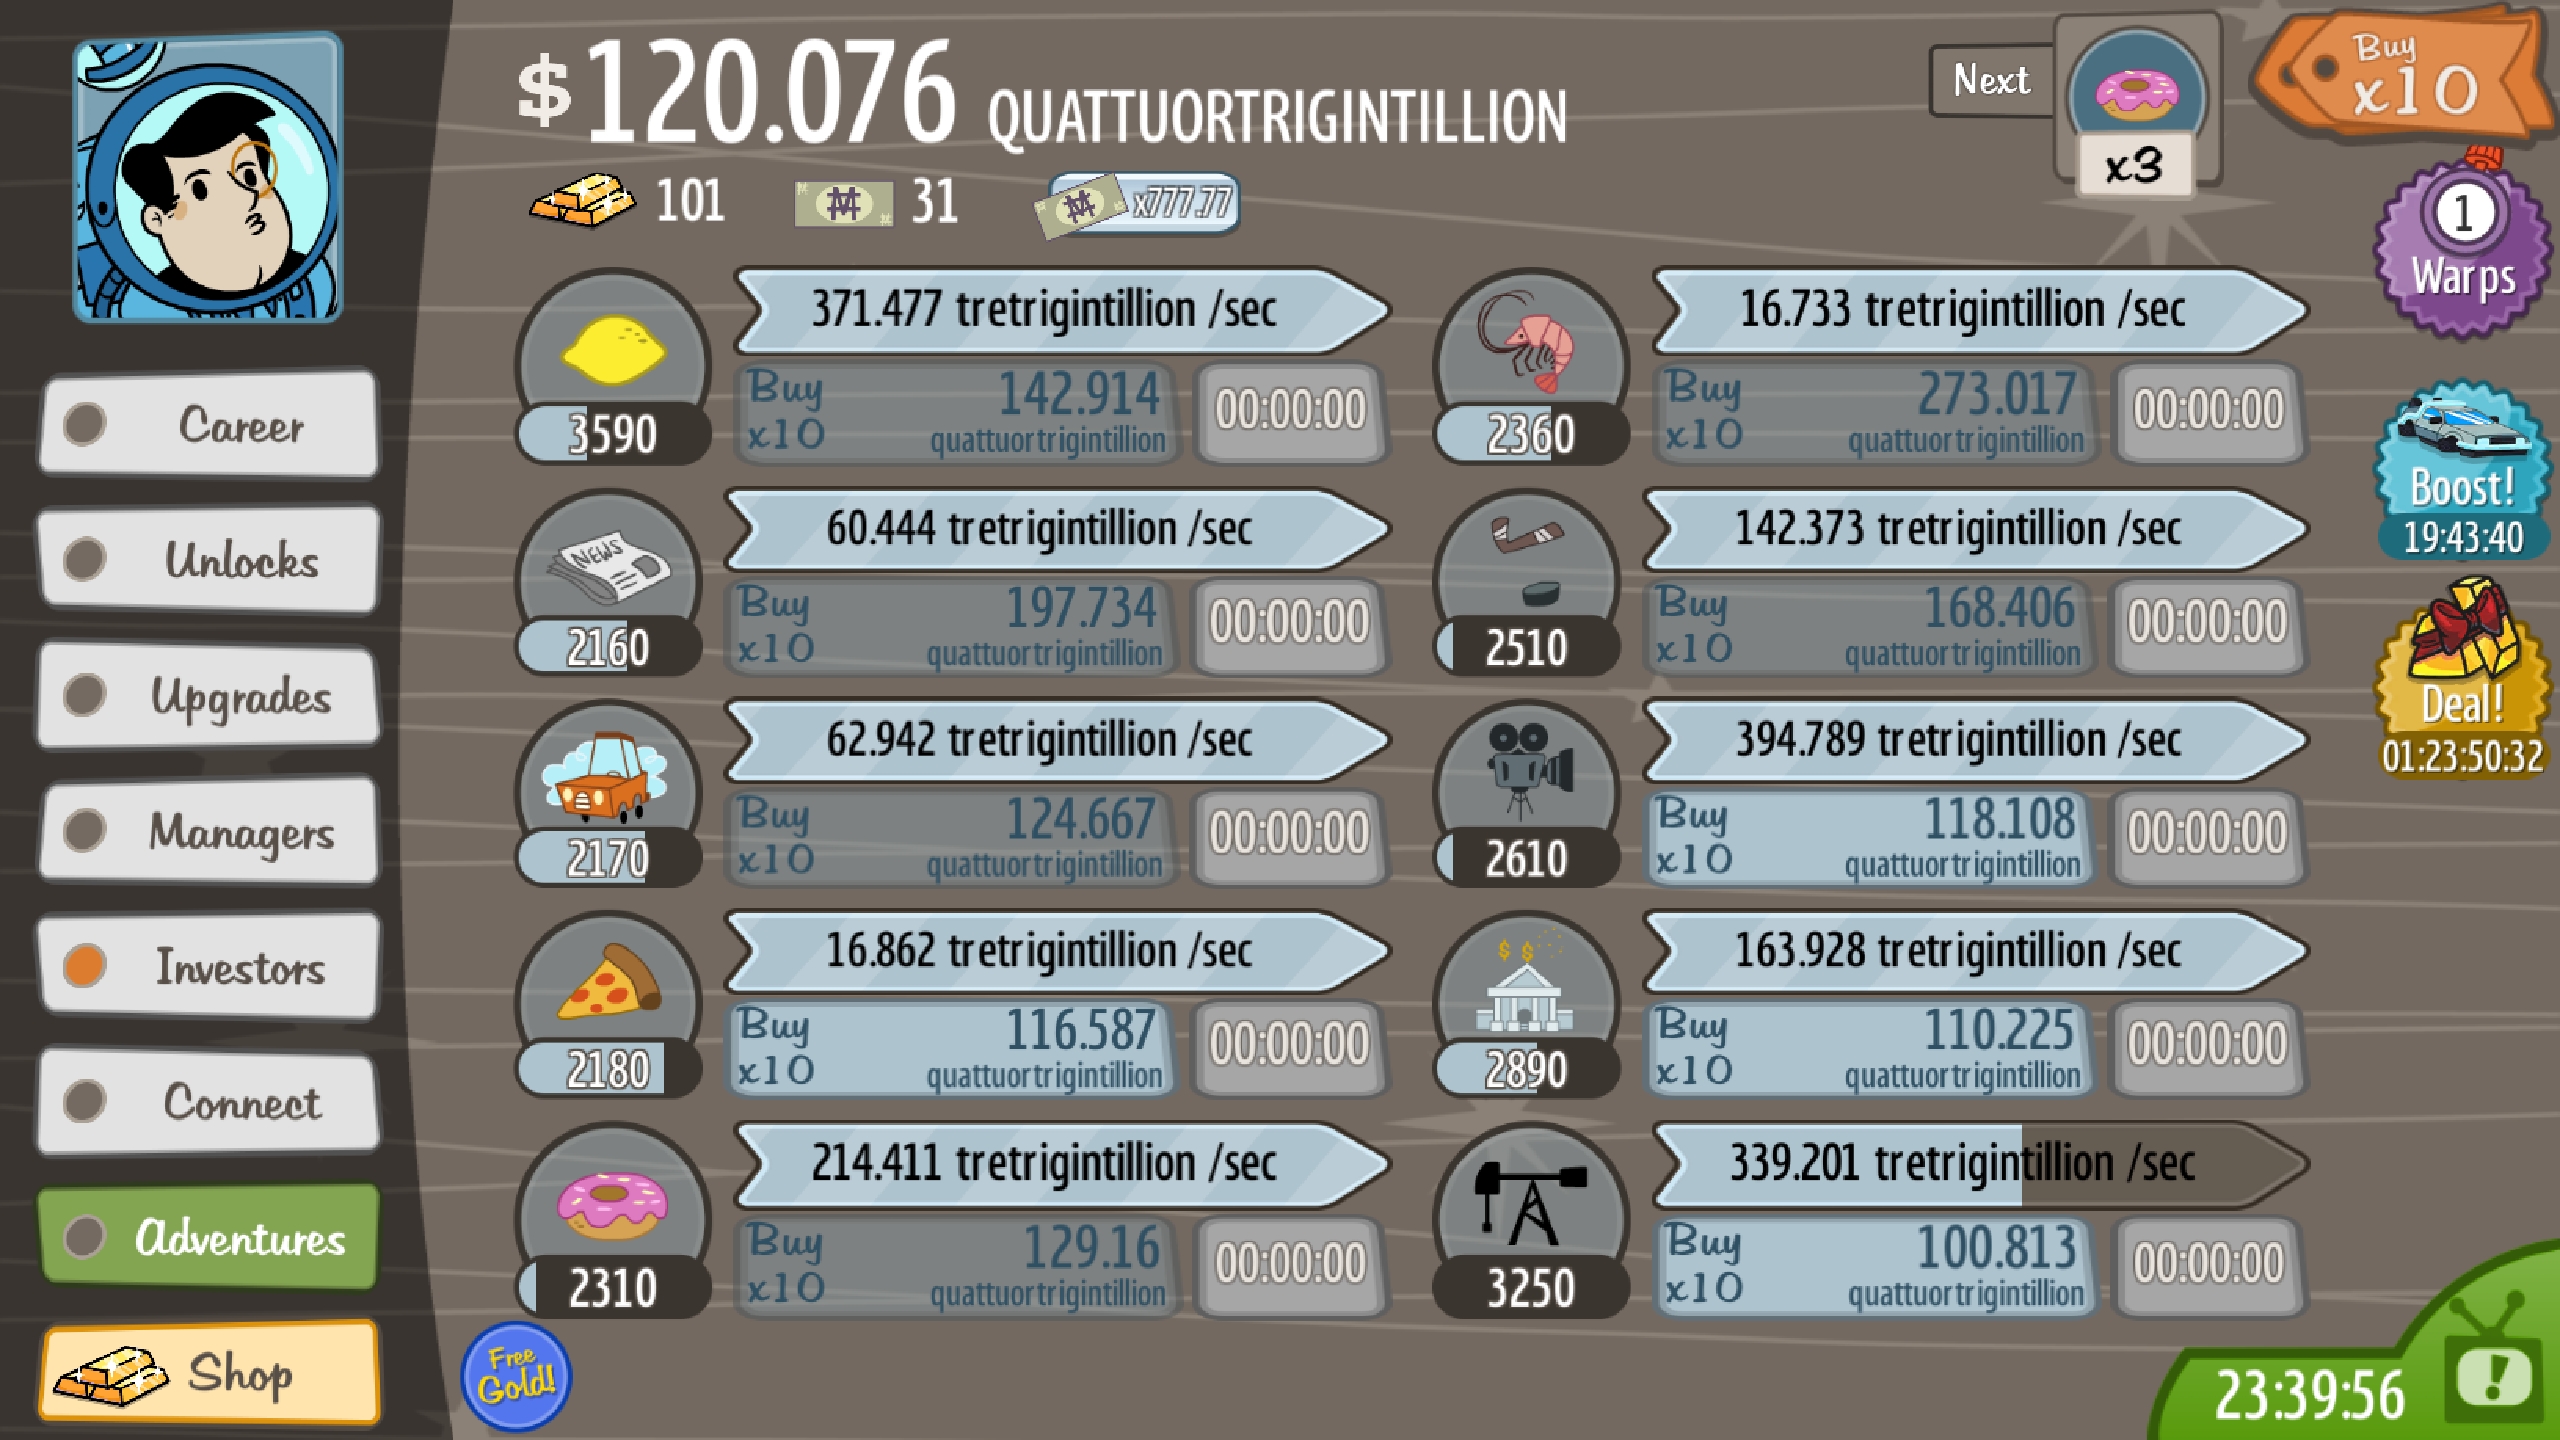 $120.076 QUATTUORTRIGINTILLION
Next
x3
Buy
x10
101
31
x777.77
1
Warps
Boost!
19:43:40
Deal!
01:23:50:32
Career
Unlocks
Upgrades
Managers
Investors
Connect
Adventures
Shop
371.477 tretrigintillion /sec
3590
Buy
x10
142.914
quattuortrigintillion
00:00:00
NEWS
60.444 tretrigintillion /sec
2160
Buy
x10
197.734
quattuortrigintillion
00:00:00
62.942 tretrigintillion /sec
2170
Buy
x10
124.667
quattuortrigintillion
00:00:00
16.862 tretrigintillion /sec
2180
Buy
x10
116.587
quattuortrigintillion
00:00:00
214.411 tretrigintillion /sec
2310
Buy
x10
129.16
quattuortrigintillion
00:00:00
16.733 tretrigintillion /sec
2360
Buy
x10
273.017
quattuortrigintillion
00:00:00
142.373 tretrigintillion /sec
2510
Buy
x10
168.406
quattuortrigintillion
00:00:00
394.789 tretrigintillion /sec
2610
Buy
x10
118.108
quattuortrigintillion
00:00:00
$ $
163.928 tretrigintillion /sec
2890
Buy
x10
110.225
quattuortrigintillion
00:00:00
339.201 tretrigintillion /sec
3250
Buy
x10
100.813
quattuortrigintillion
00:00:00
Free
Gold!
23:39:56
!